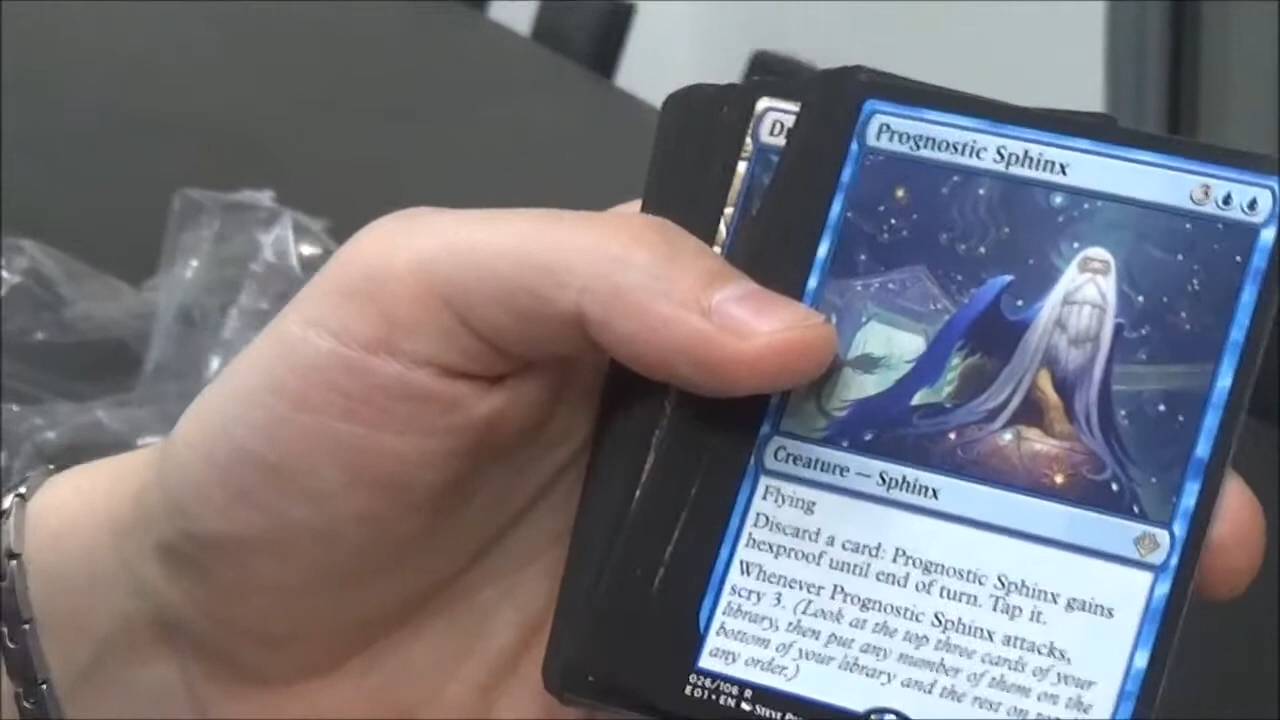 Prognostic Sphinx
3
Creature — Sphinx
Flying
Discard a card: Prognostic Sphinx gains
hexproof until end of turn. Tap it.
Whenever Prognostic Sphinx attacks,
scry 3. (Look at the top three cards of your
library, then put any number of them on the
bottom of your library and the rest on
any order.)
026/106 R
E01 • EN Steve